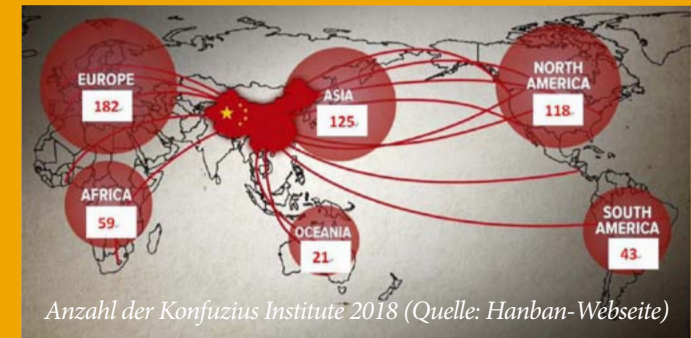 EUROPE
182
ASIA
125
NORTH
AMERICA
118
AFRICA
59
OCEANIA
21
SOUTH
AMERICA
43
Anzahl der Konfuzius Institute 2018 (Quelle: Hanban-Webseite)